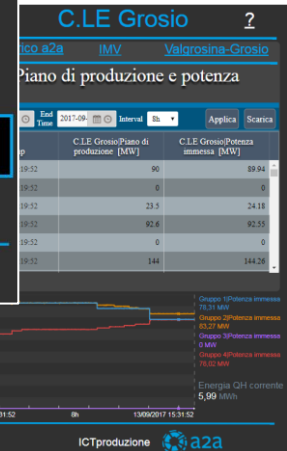 C.LE Grosio ?
rico a2a IMV Valgrosina-Grosio
Piano di produzione e potenza
End Time 2017-09- Interval 8h Applica Scarica
C.LE Grosio|Piano di produzione [MW] C.LE Grosio|Potenza immessa [MW]
19:52 90 89.94
19:52 0 0
19:52 23.5 24.18
19:52 92.6 92.55
19:52 0 0
19:52 144 144.26
Gruppo 1|Potenza immessa
78,31 MW
Gruppo 2|Potenza immessa
63,27 MW
Gruppo 3|Potenza immessa
0 MW
Gruppo 4|Potenza immessa
78,02 MW
Energia QH corrente
5,99 MWh
31.52 8h 13/09/2017 15.31.52
ICTproduzione a2a